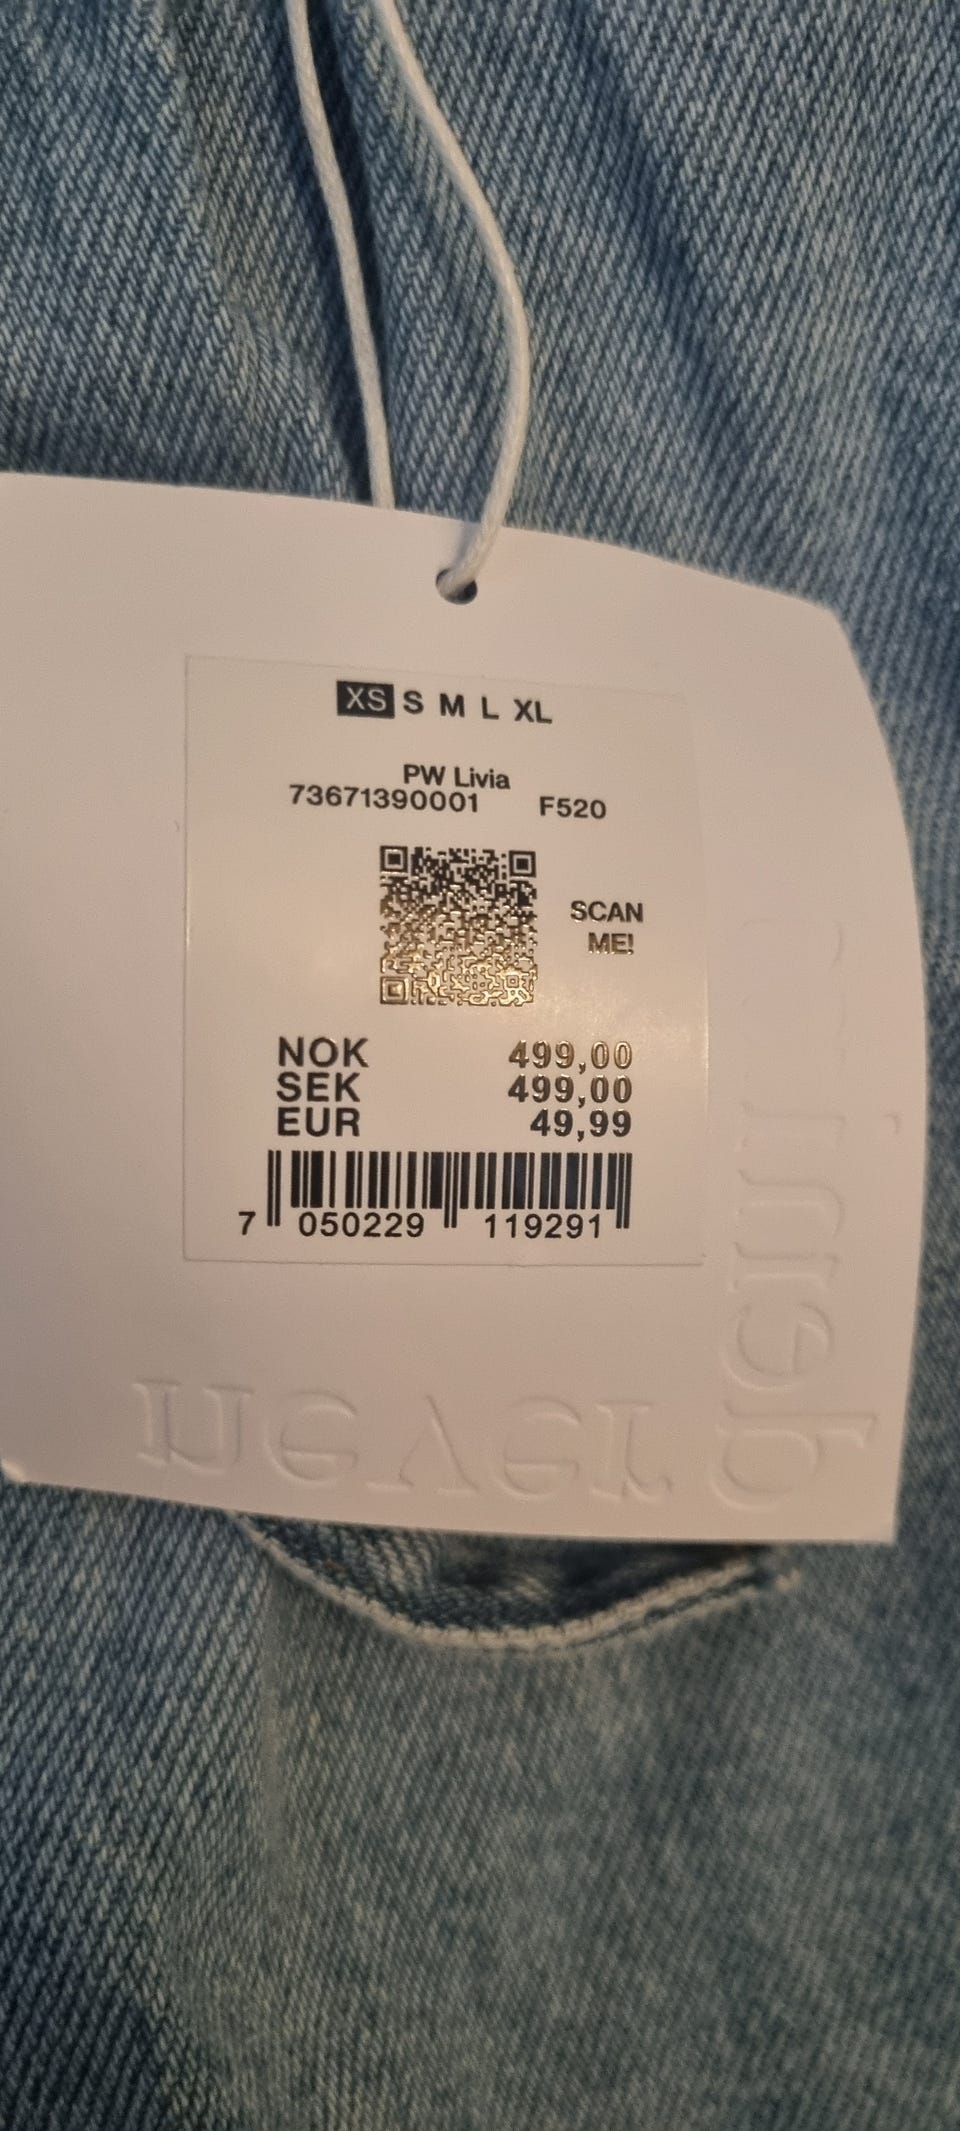 XS S M L XL
PW Livia
73671390001 F520
SCAN
ME!
NOK 499,00
SEK 499,00
EUR 49,99
7 050229 119291
never
denim